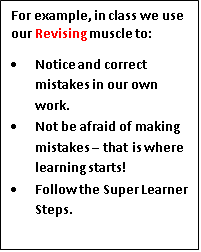 For example, in class we use
our Revising muscle to:
• Notice and correct
mistakes in our own
work.
• Not be afraid of making
mistakes – that is where
learning starts!
• Follow the Super Learner
Steps.